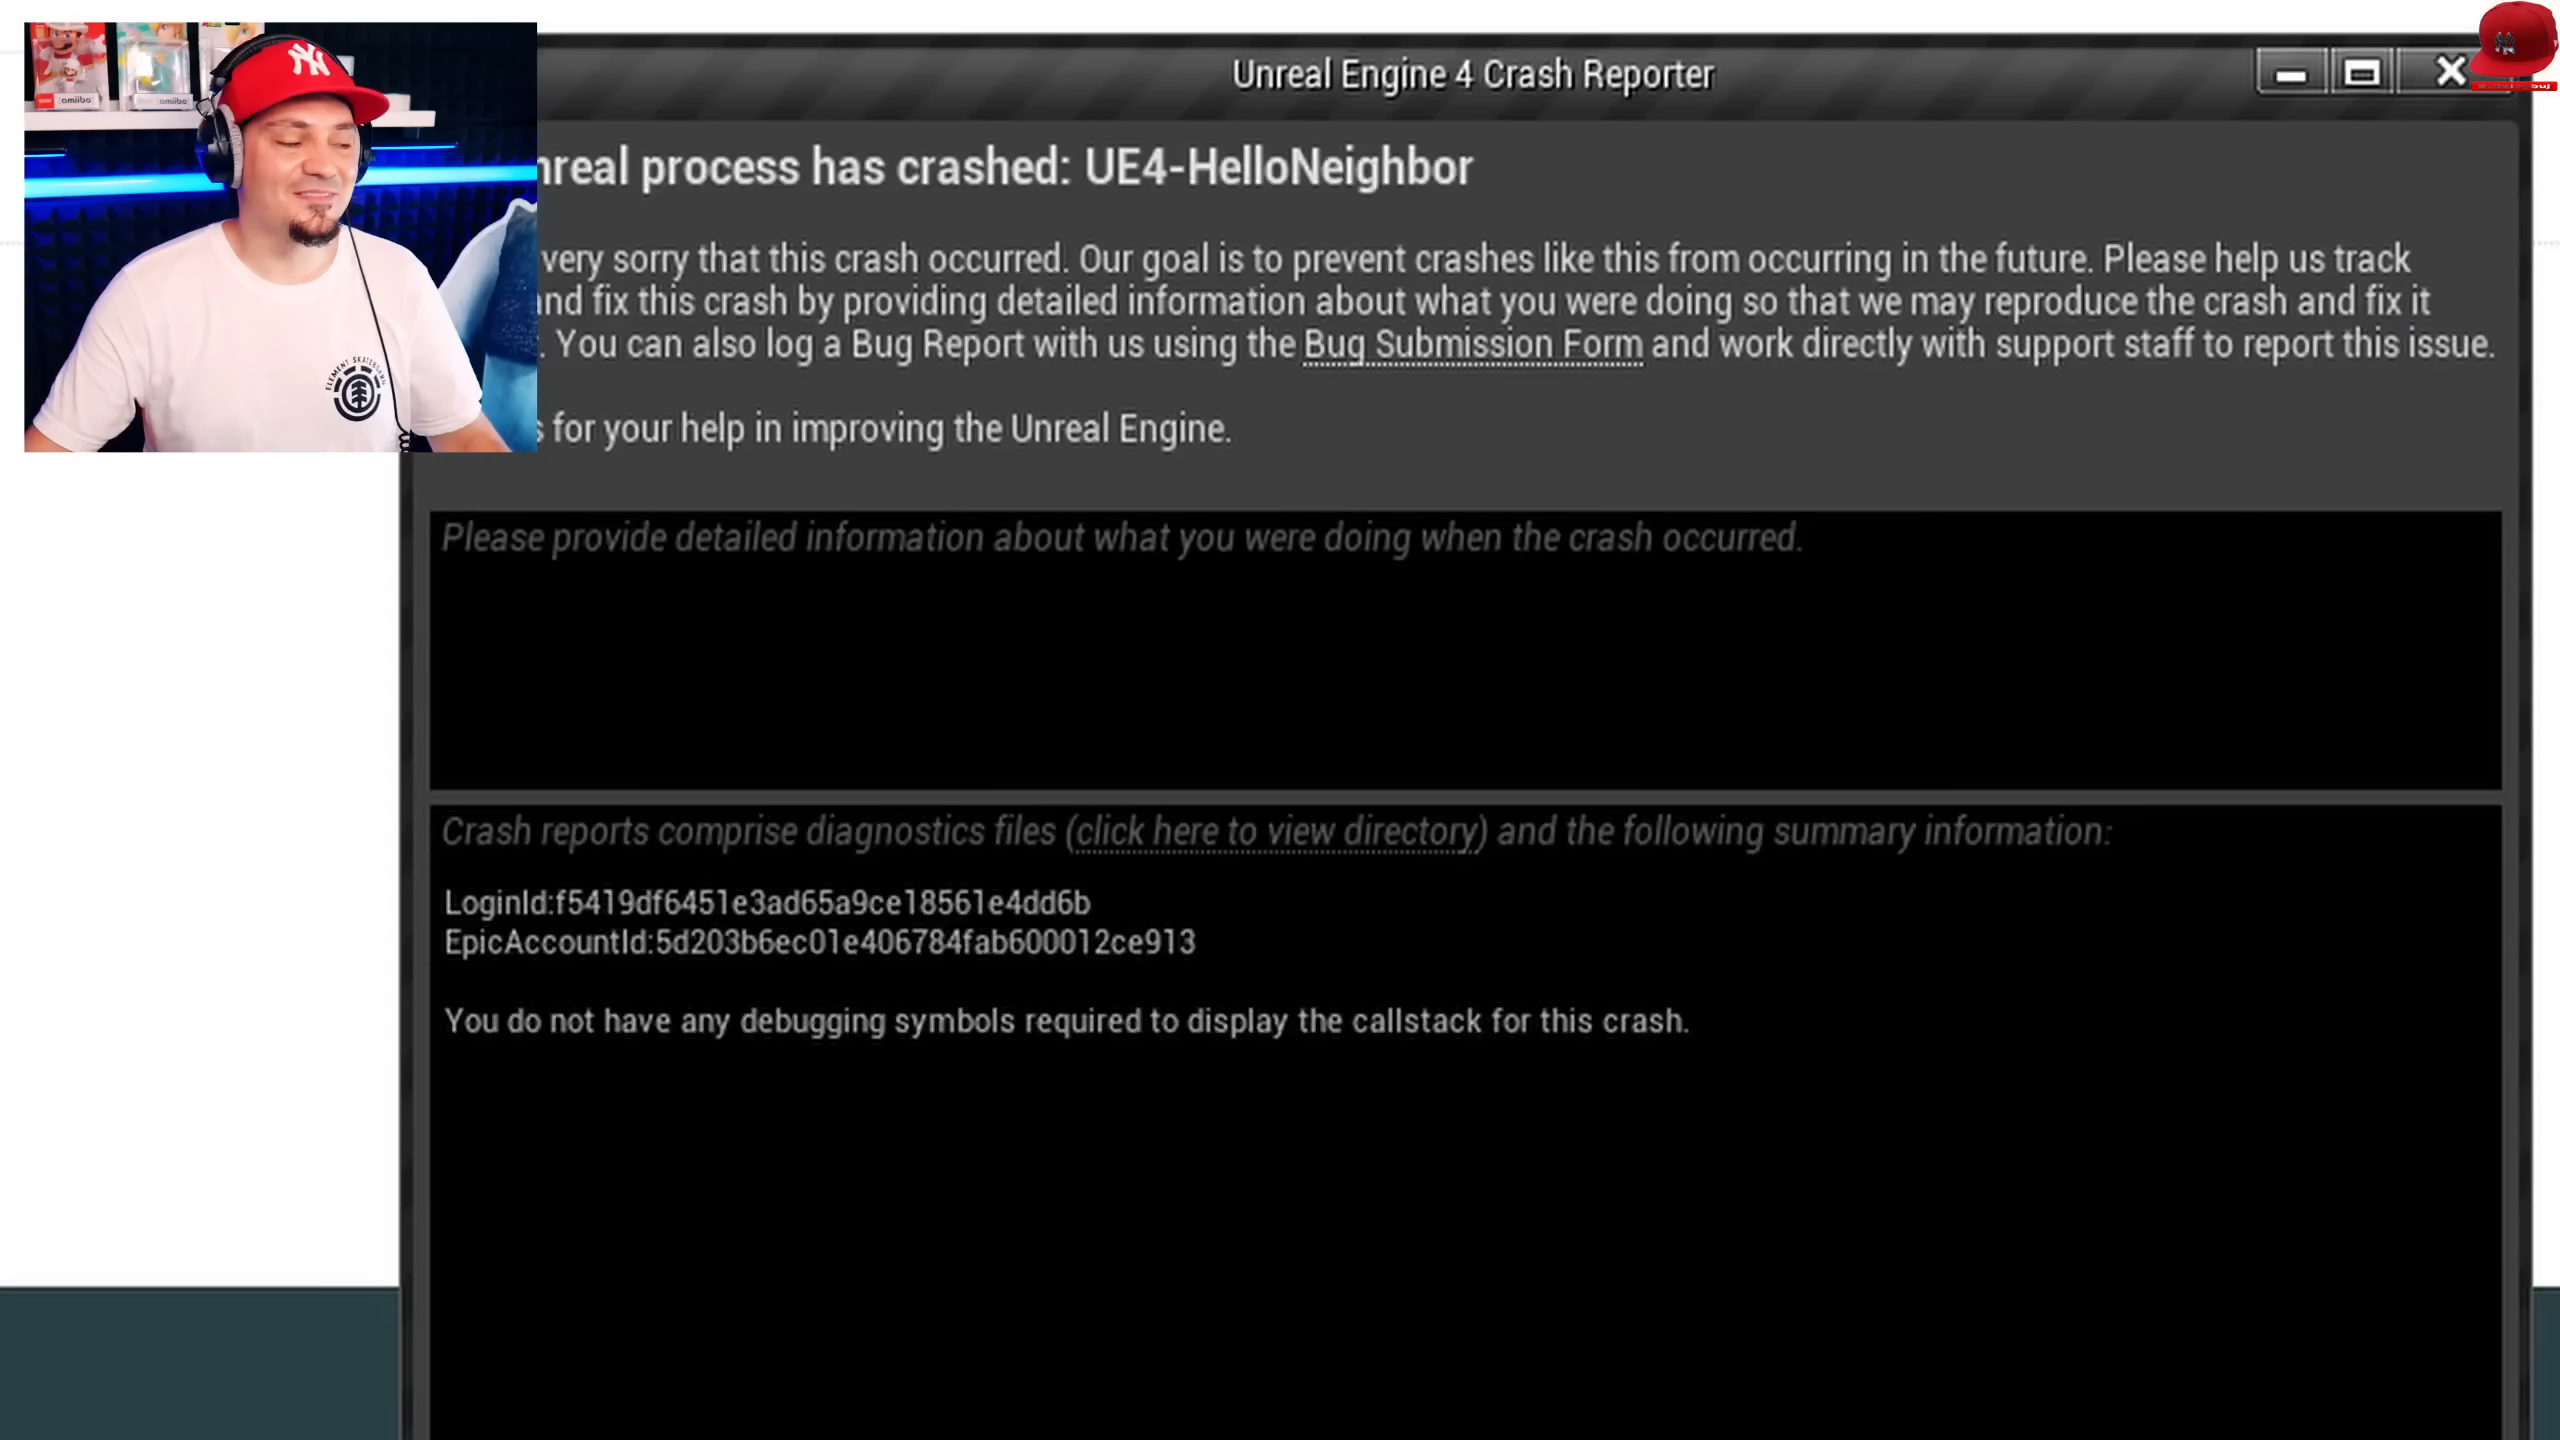 amiibo
amiibo
NY
ELEMENT SKATEBOARDS
Unreal Engine 4 Crash Reporter
nreal process has crashed: UE4-HelloNeighbor
very sorry that this crash occurred. Our goal is to prevent crashes like this from occurring in the future. Please help us track
and fix this crash by providing detailed information about what you were doing so that we may reproduce the crash and fix it
. You can also log a Bug Report with us using the Bug Submission Form and work directly with support staff to report this issue.
s for your help in improving the Unreal Engine.
Please provide detailed information about what you were doing when the crash occurred.
Crash reports comprise diagnostics files (click here to view directory) and the following summary information:
LoginId:f5419df6451e3ad65a9ce18561e4dd6b
EpicAccountId:5d203b6ec01e406784fab600012ce913
You do not have any debugging symbols required to display the callstack for this crash.